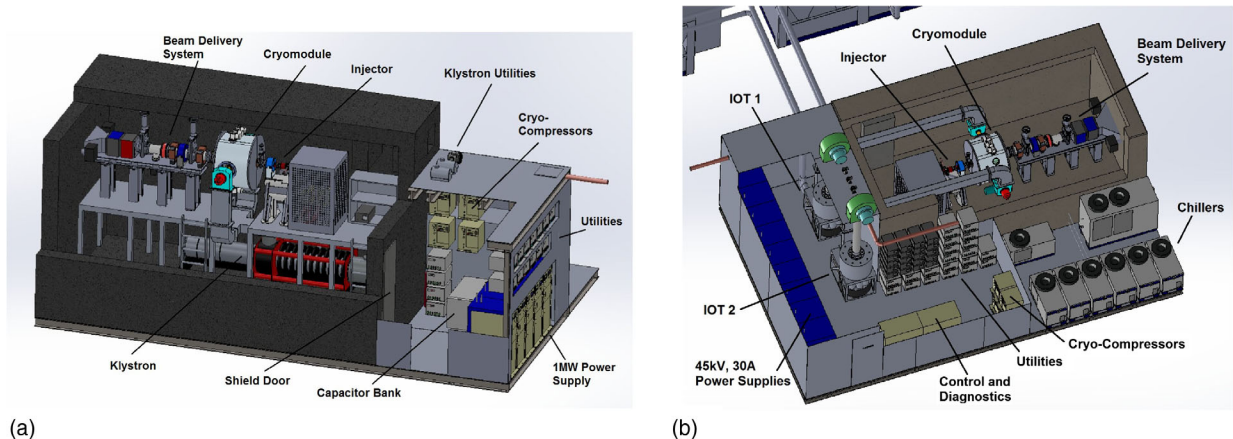 Beam Delivery
System
Cryomodule
Injector
Klystron Utilities
Cryo-
Compressors
Utilities
Klystron
Shield Door
Capacitor Bank
1MW Power
Supply
(a)
Cryomodule
Beam Delivery
System
Injector
IOT 1
Chillers
IOT 2
45kV, 30A
Power Supplies
Control and
Diagnostics
Utilities
Cryo-Compressors
(b)